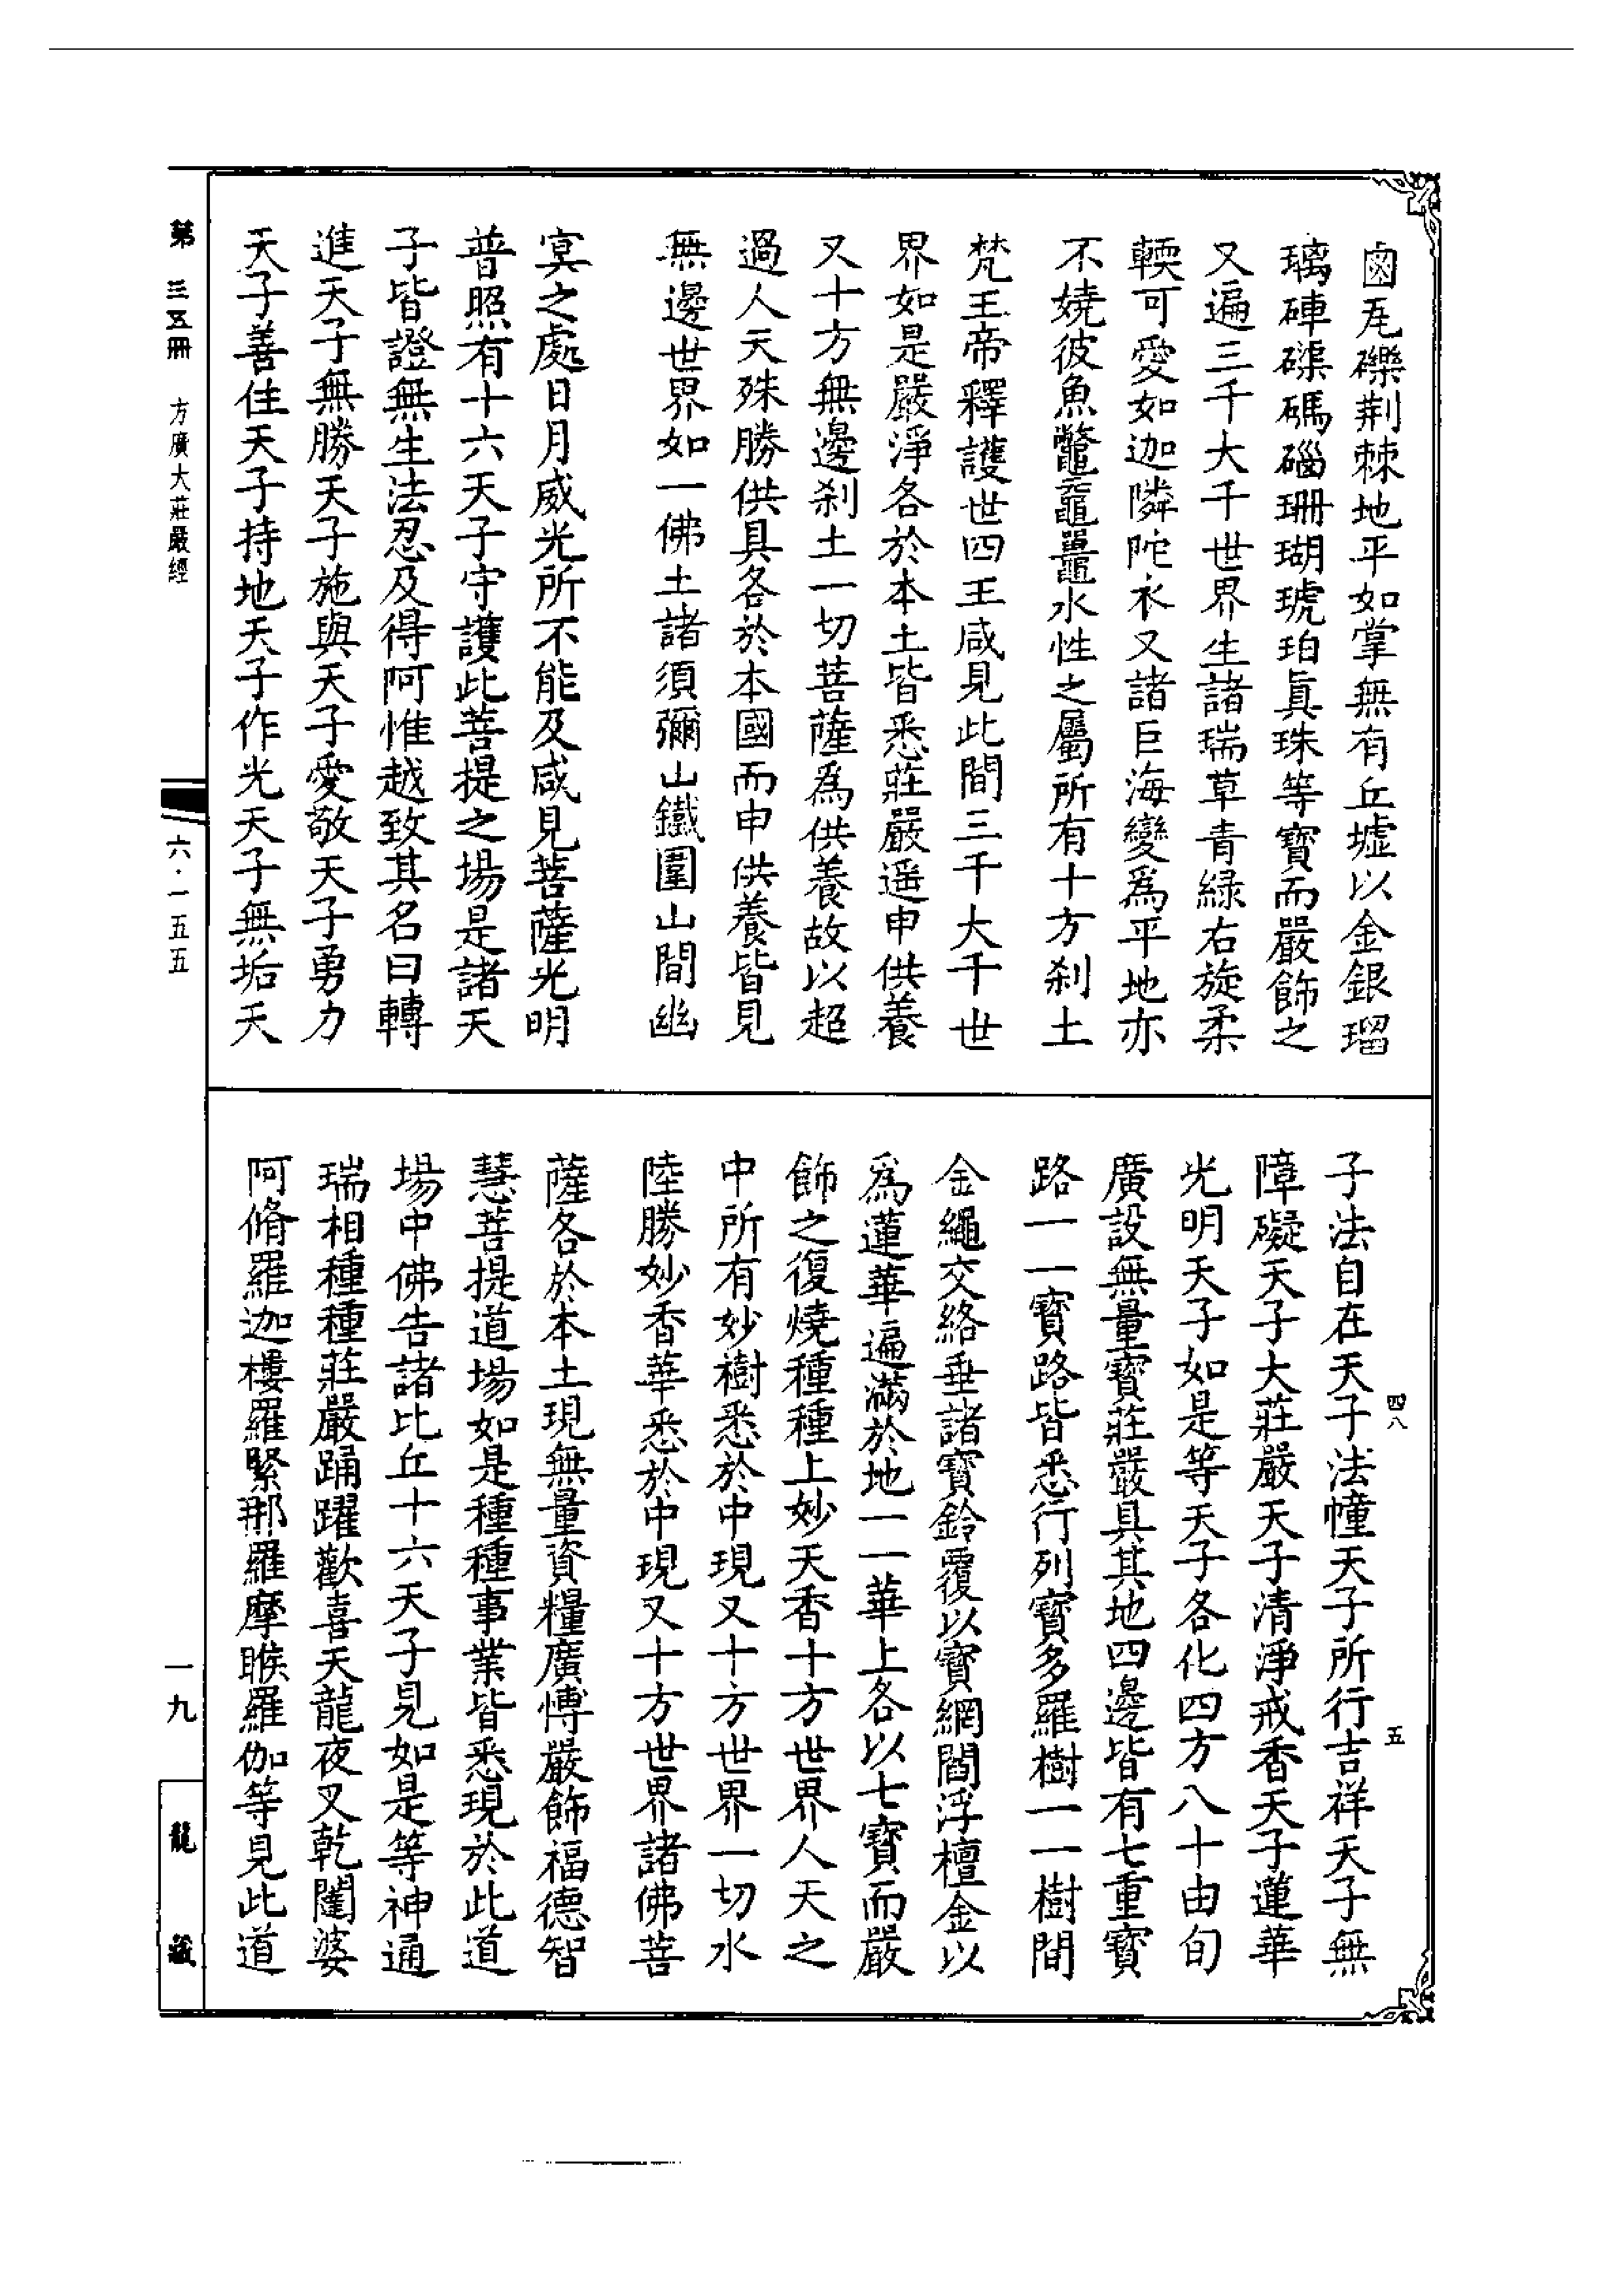 鹵瓦礫荆棘地平如掌無有丘墟以金銀瑠
璃硨磲碼碯珊瑚琥珀眞珠等寶而嚴飾之
又遍三千大千世界生諸瑞草青緑右旋柔
輭可愛如迦隣陀衣又諸巨海變爲平地亦
不嬈彼魚鼈黿鼉水性之屬所有十方刹土
梵王帝釋護世四王咸見此間三千大千世
界如是嚴淨各於本土皆悉莊嚴遥申供養
又十方無邊刹土一切菩薩爲供養故以超
過人天殊勝供具各於本國而申供養皆見
無邊世界如一佛土諸須彌山鐵圍山間幽
冥之處日月威光所不能及咸見菩薩光明
普照有十六天子守護此菩提之場是諸天
子皆證無生法忍及得阿惟越致其名曰轉
進天子無勝天子施與天子愛敬天子勇力
天子善住天子持地天子作光天子無垢天
子法自在天子法幢天子所行吉祥天子無
障礙天子大莊嚴天子清淨戒香天子蓮華
光明天子如是等天子各化四方八十由旬
廣設無量寶莊嚴具其地四邊皆有七重寶
路一一寶路皆悉行列寶多羅樹一一樹間
金繩交絡垂諸寶鈴覆以寶網閻浮檀金以
爲蓮華遍滿於地一一華上各以七寶而嚴
飾之復燒種種上妙天香十方世界人天之
中所有妙樹悉於中現又十方世界一切水
陸勝妙香華悉於中現又十方世界諸佛菩
薩各於本土現無量資糧廣愽嚴飾福德智
慧菩提道場如是種種事業皆悉現於此道
場中佛告諸比丘十六天子見如是等神通
瑞相種種莊嚴踊躍歡喜天龍夜叉乾闥婆
阿脩羅迦樓羅緊那羅摩睺羅伽等見此道
四八
五
第三五冊
方廣大莊嚴經
六·一五五
一九
龍藏